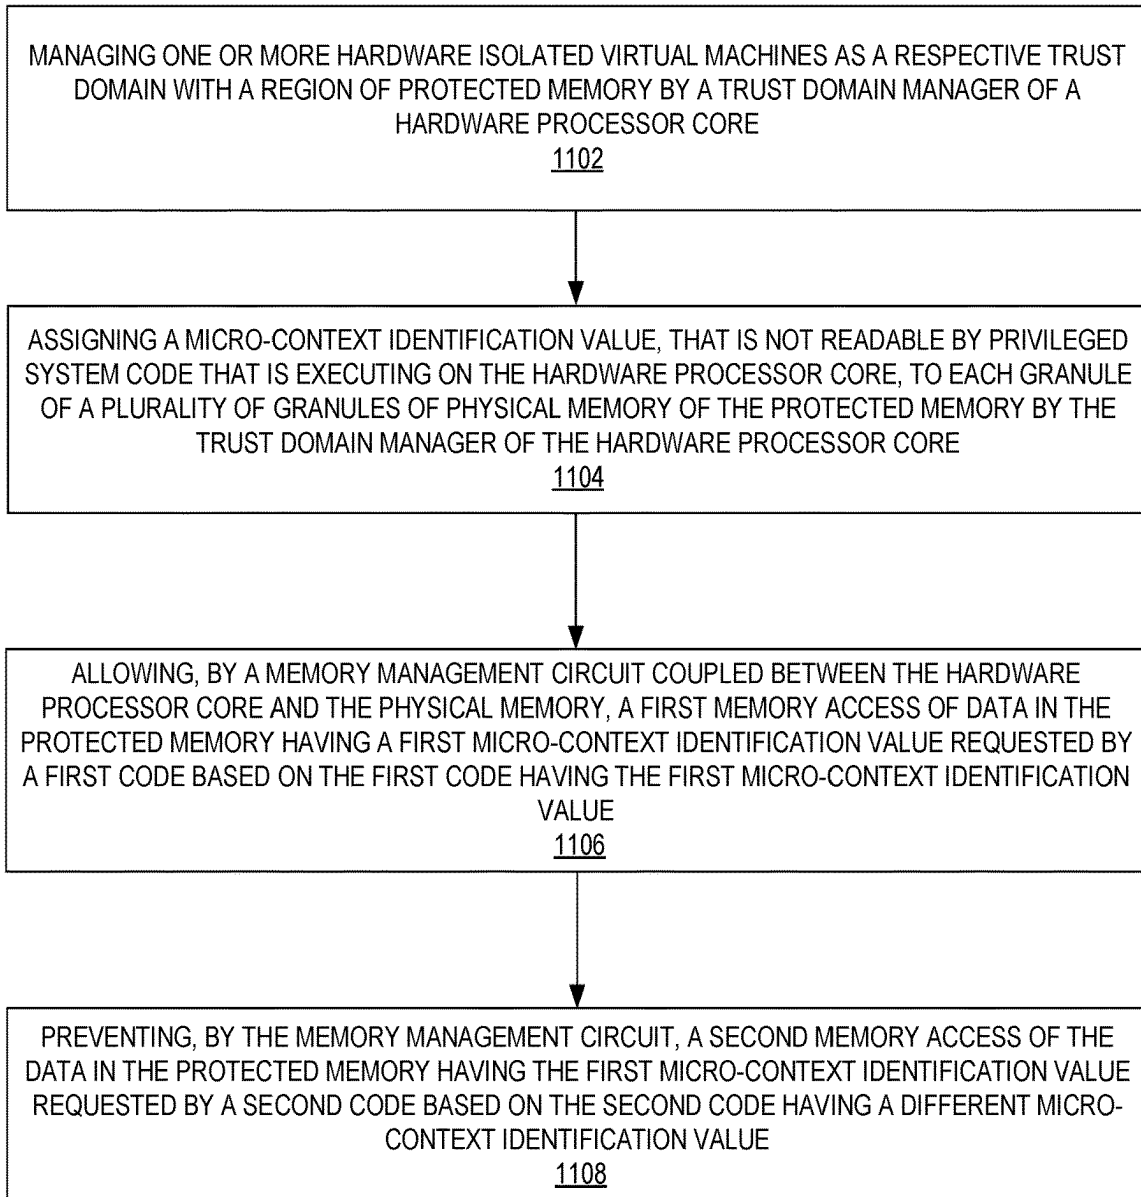 MANAGING ONE OR MORE HARDWARE ISOLATED VIRTUAL MACHINES AS A RESPECTIVE TRUST
DOMAIN WITH A REGION OF PROTECTED MEMORY BY A TRUST DOMAIN MANAGER OF A
HARDWARE PROCESSOR CORE
1102
ASSIGNING A MICRO-CONTEXT IDENTIFICATION VALUE, THAT IS NOT READABLE BY PRIVILEGED
SYSTEM CODE THAT IS EXECUTING ON THE HARDWARE PROCESSOR CORE, TO EACH GRANULE
OF A PLURALITY OF GRANULES OF PHYSICAL MEMORY OF THE PROTECTED MEMORY BY THE
TRUST DOMAIN MANAGER OF THE HARDWARE PROCESSOR CORE
1104
ALLOWING, BY A MEMORY MANAGEMENT CIRCUIT COUPLED BETWEEN THE HARDWARE
PROCESSOR CORE AND THE PHYSICAL MEMORY, A FIRST MEMORY ACCESS OF DATA IN THE
PROTECTED MEMORY HAVING A FIRST MICRO-CONTEXT IDENTIFICATION VALUE REQUESTED BY
A FIRST CODE BASED ON THE FIRST CODE HAVING THE FIRST MICRO-CONTEXT IDENTIFICATION
VALUE
1106
PREVENTING, BY THE MEMORY MANAGEMENT CIRCUIT, A SECOND MEMORY ACCESS OF THE
DATA IN THE PROTECTED MEMORY HAVING THE FIRST MICRO-CONTEXT IDENTIFICATION VALUE
REQUESTED BY A SECOND CODE BASED ON THE SECOND CODE HAVING A DIFFERENT MICRO-
CONTEXT IDENTIFICATION VALUE
1108